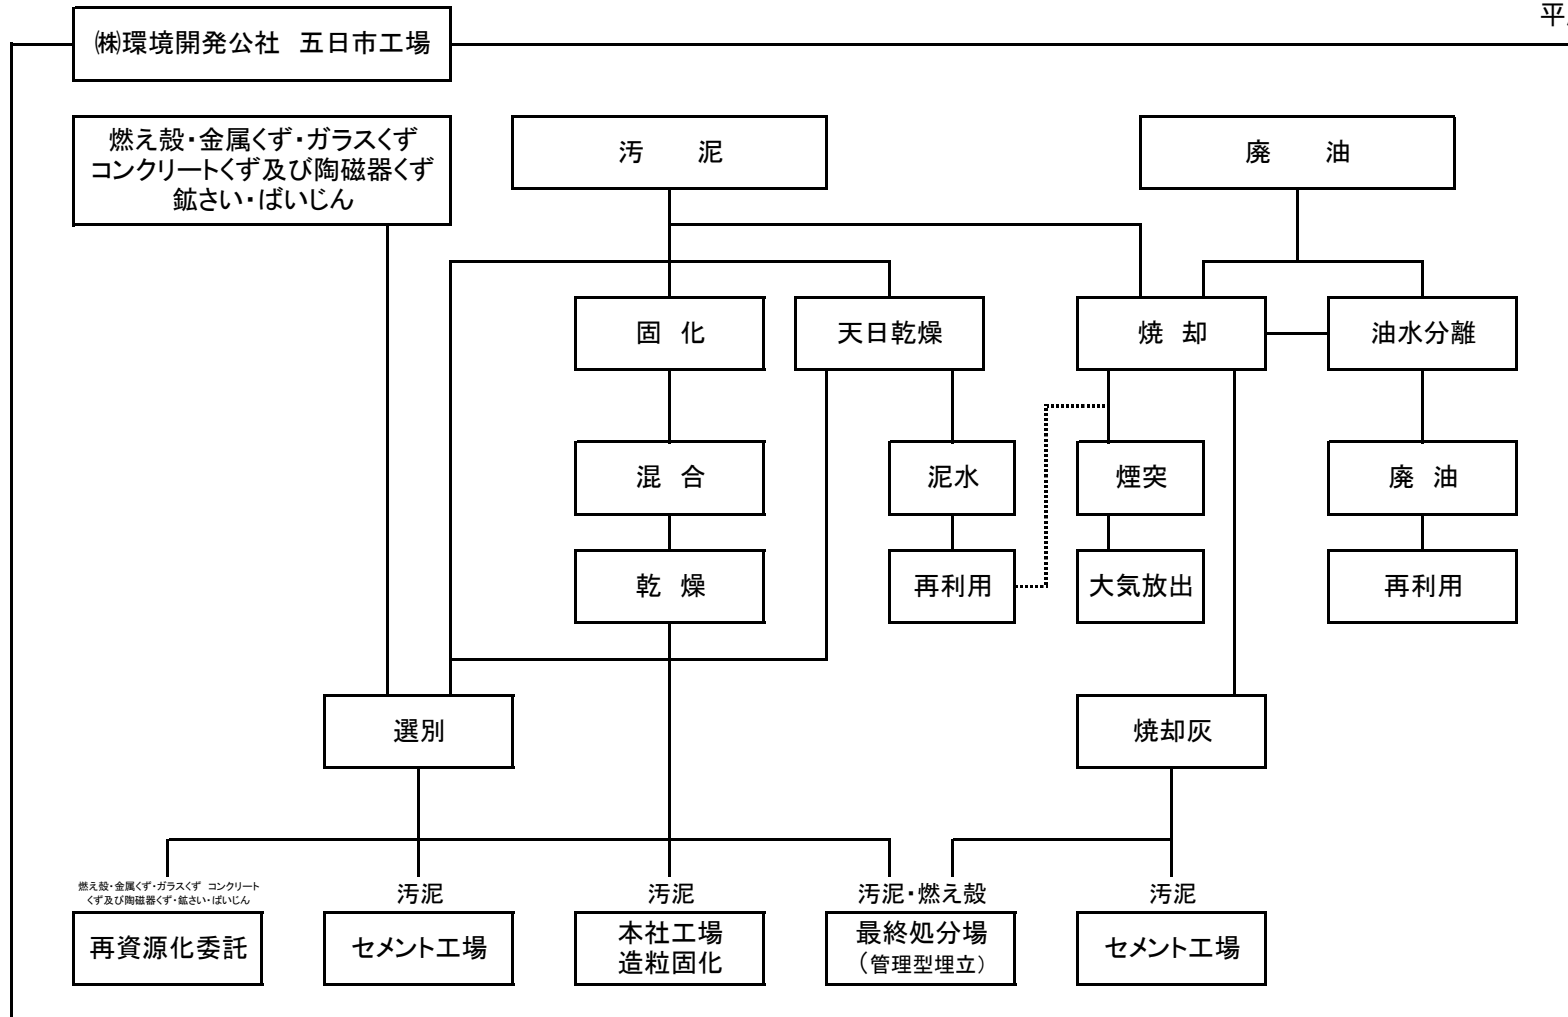 平
㈱環境開発公社　五日市工場
燃え殻・金属くず・ガラスくず
コンクリートくず及び陶磁器くず
鉱さい・ばいじん
汚　泥
廃　油
固　化
天日乾燥
焼　却
油水分離
混　合
泥水
煙突
廃　油
乾　燥
再利用
大気放出
再利用
選別
焼却灰
燃え殻・金属くず・ガラスくず　コンクリート
くず及び陶磁器くず・鉱さい・ばいじん
汚泥
汚泥
汚泥・燃え殻
汚泥
再資源化委託
セメント工場
本社工場
造粒固化
最終処分場
（管理型埋立）
セメント工場